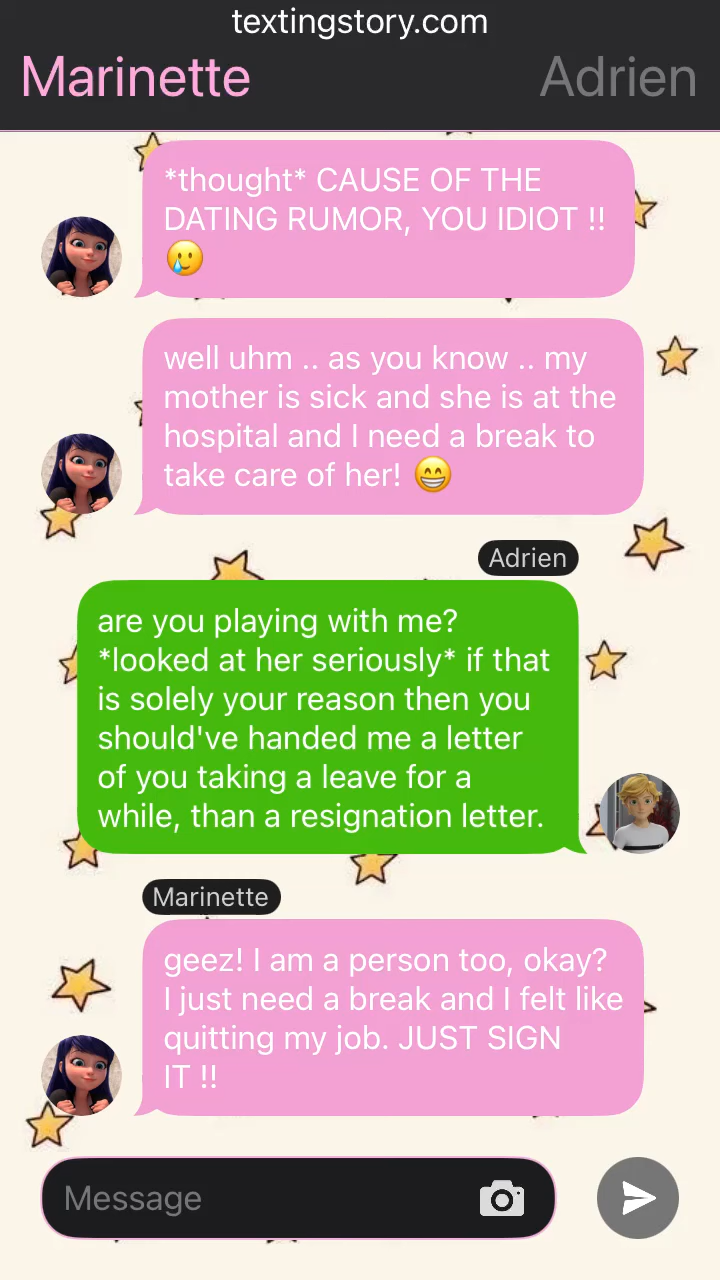 textingstory.com
Marinette
Adrien
*thought* CAUSE OF THE
DATING RUMOR, YOU IDIOT !!
🥲
well uhm .. as you know .. my
mother is sick and she is at the
hospital and I need a break to
take care of her! 😁
Adrien
are you playing with me?
*looked at her seriously* if that
is solely your reason then you
should've handed me a letter
of you taking a leave for a
while, than a resignation letter.
Marinette
geez! I am a person too, okay?
I just need a break and I felt like
quitting my job. JUST SIGN
IT !!
Message